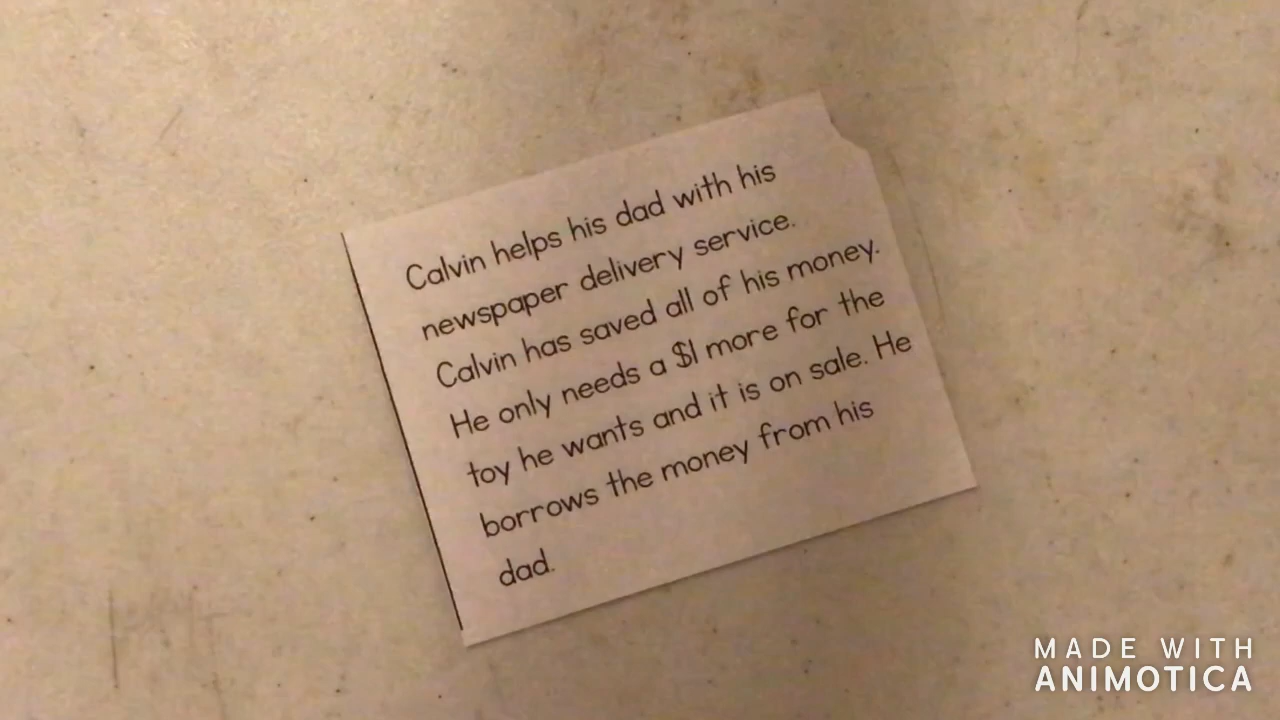 Calvin helps his dad with his
newspaper delivery service.
Calvin has saved all of his money.
He only needs a $1 more for the
toy he wants and it is on sale. He
borrows the money from his
dad.
MADE WITH
ANIMOTICA